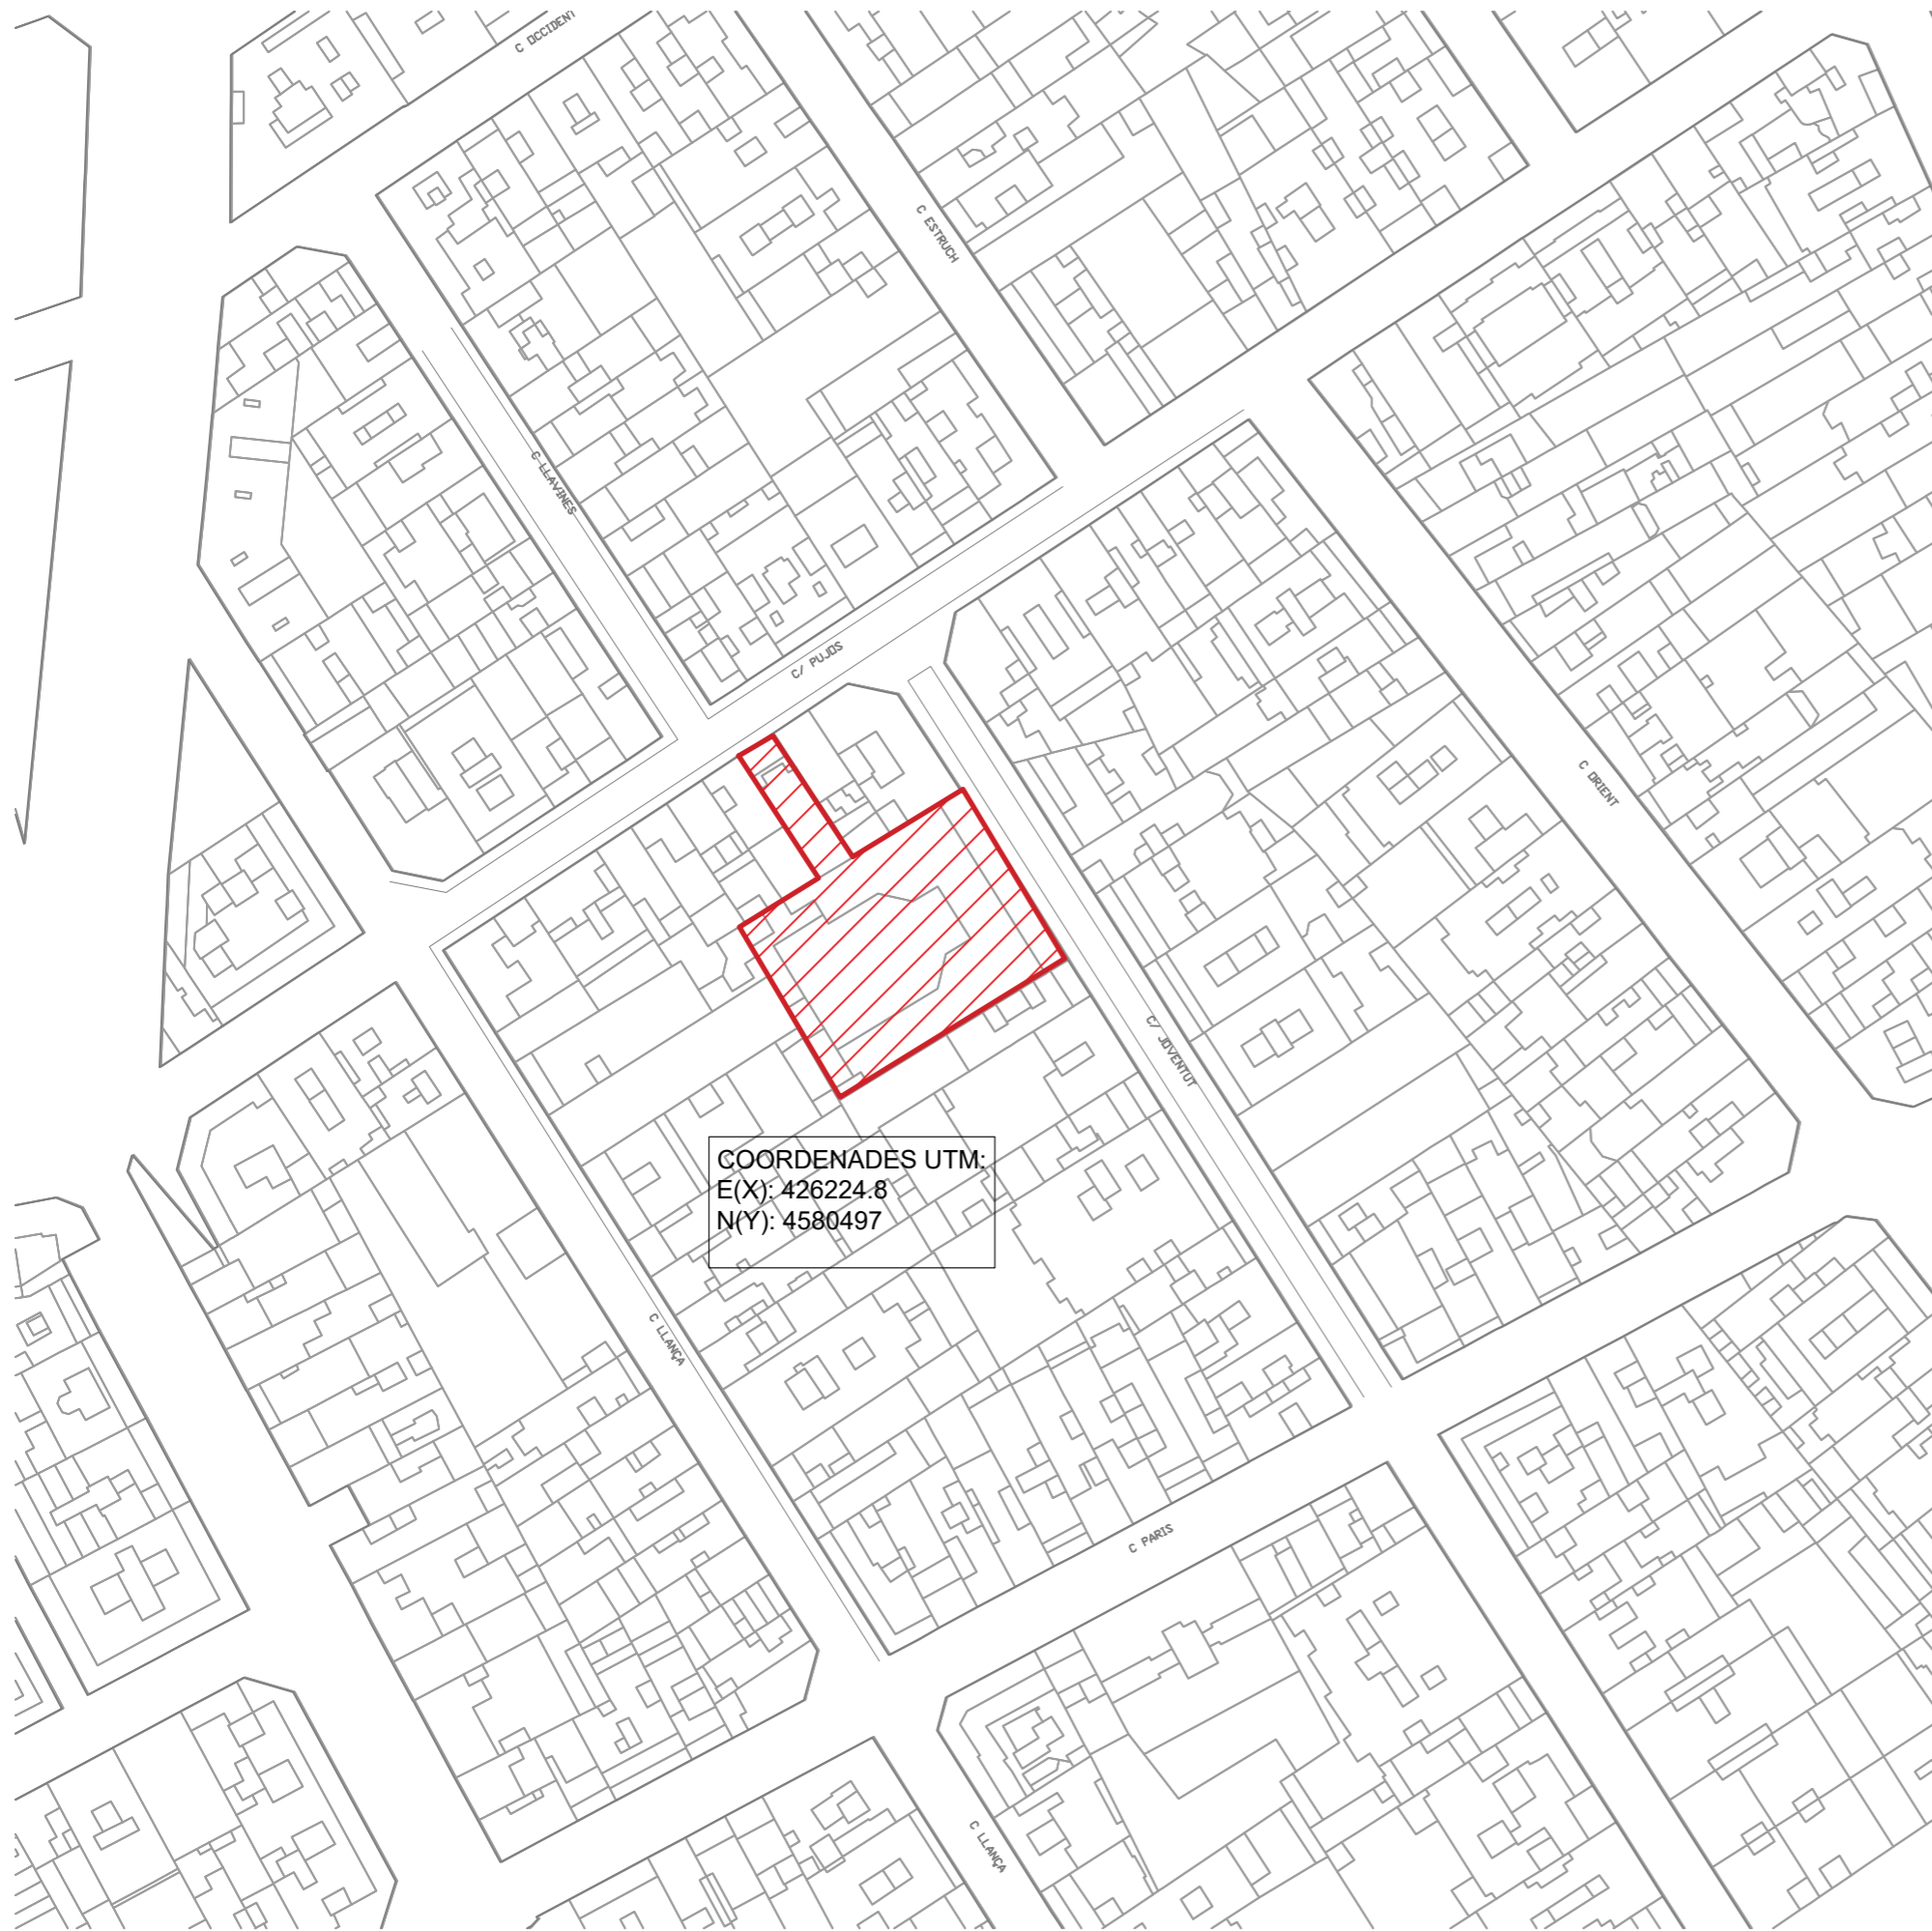 C OCCIDENT
C ESTRUCH
C LLAVINES
C/ PUJOS
C ORIENT
C/ JOVENTUT
COORDENADES UTM:
E(X): 426224.8
N(Y): 4580497
C LLANÇA
C PARIS
C LLANÇA